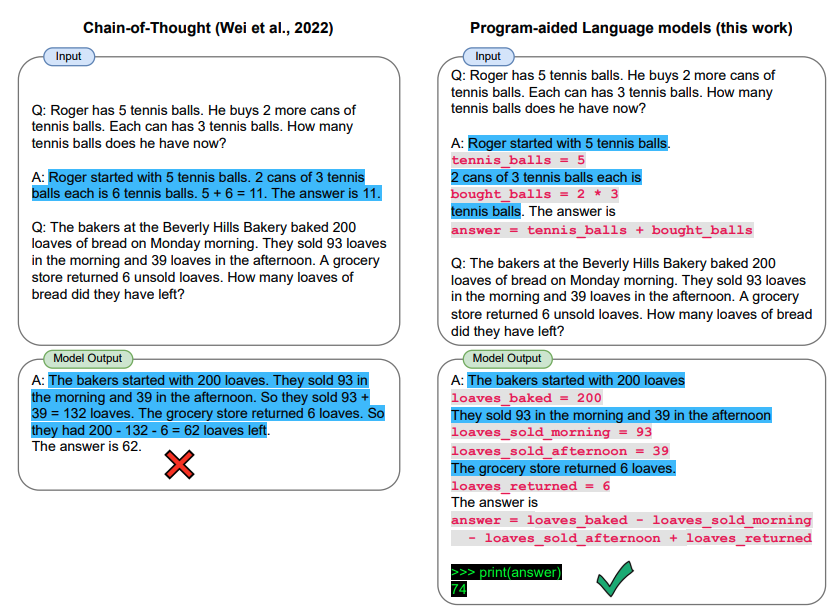 Chain-of-Thought (Wei et al., 2022)
Input
Q: Roger has 5 tennis balls. He buys 2 more cans of
tennis balls. Each can has 3 tennis balls. How many
tennis balls does he have now?
A: Roger started with 5 tennis balls. 2 cans of 3 tennis
balls each is 6 tennis balls. 5 + 6 = 11. The answer is 11.
Q: The bakers at the Beverly Hills Bakery baked 200
loaves of bread on Monday morning. They sold 93 loaves
in the morning and 39 loaves in the afternoon. A grocery
store returned 6 unsold loaves. How many loaves of
bread did they have left?
Model Output
A: The bakers started with 200 loaves. They sold 93 in
the morning and 39 in the afternoon. So they sold 93 +
39 = 132 loaves. The grocery store returned 6 loaves. So
they had 200 - 132 - 6 = 62 loaves left.
The answer is 62.
Program-aided Language models (this work)
Input
Q: Roger has 5 tennis balls. He buys 2 more cans of
tennis balls. Each can has 3 tennis balls. How many
tennis balls does he have now?
A: Roger started with 5 tennis balls.
tennis_balls = 5
2 cans of 3 tennis balls each is
bought_balls = 2 * 3
tennis balls. The answer is
answer = tennis_balls + bought_balls
Q: The bakers at the Beverly Hills Bakery baked 200
loaves of bread on Monday morning. They sold 93 loaves
in the morning and 39 loaves in the afternoon. A grocery
store returned 6 unsold loaves. How many loaves of bread
did they have left?
Model Output
A: The bakers started with 200 loaves
loaves_baked = 200
They sold 93 in the morning and 39 in the afternoon
loaves_sold_morning = 93
loaves_sold_afternoon = 39
The grocery store returned 6 loaves.
loaves_returned = 6
The answer is
answer = loaves_baked - loaves_sold_morning
- loaves_sold_afternoon + loaves_returned
>>> print(answer)
74